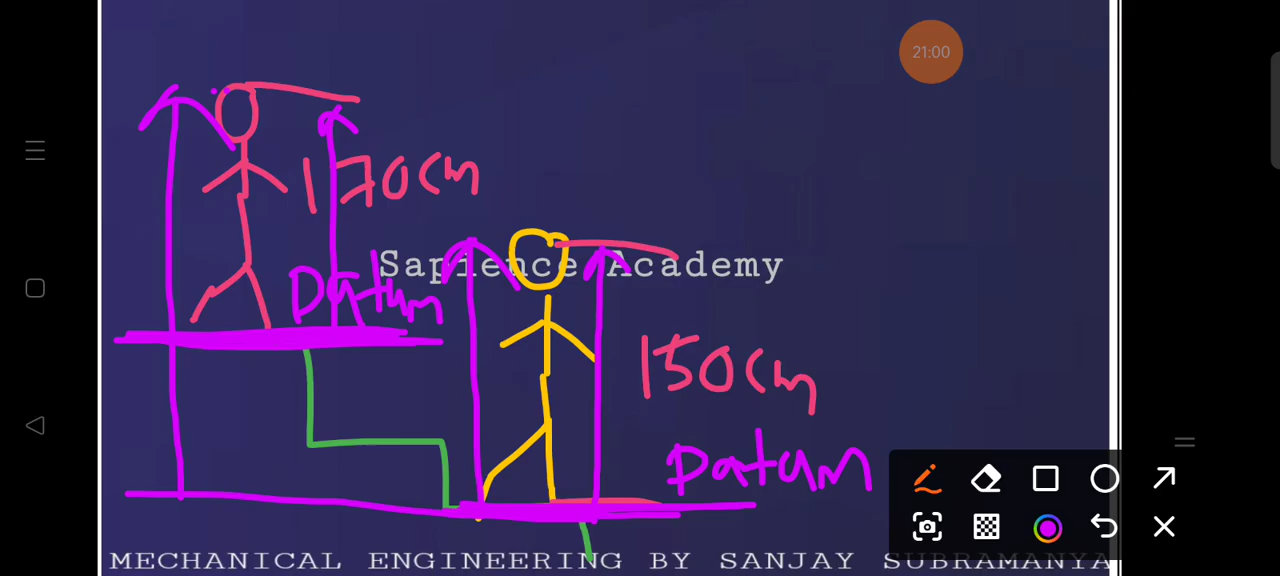 21:00
170cm
Sapience Academy
Datum
150cm
Datum
MECHANICAL ENGINEERING BY SANJAY SUBRAMANYA